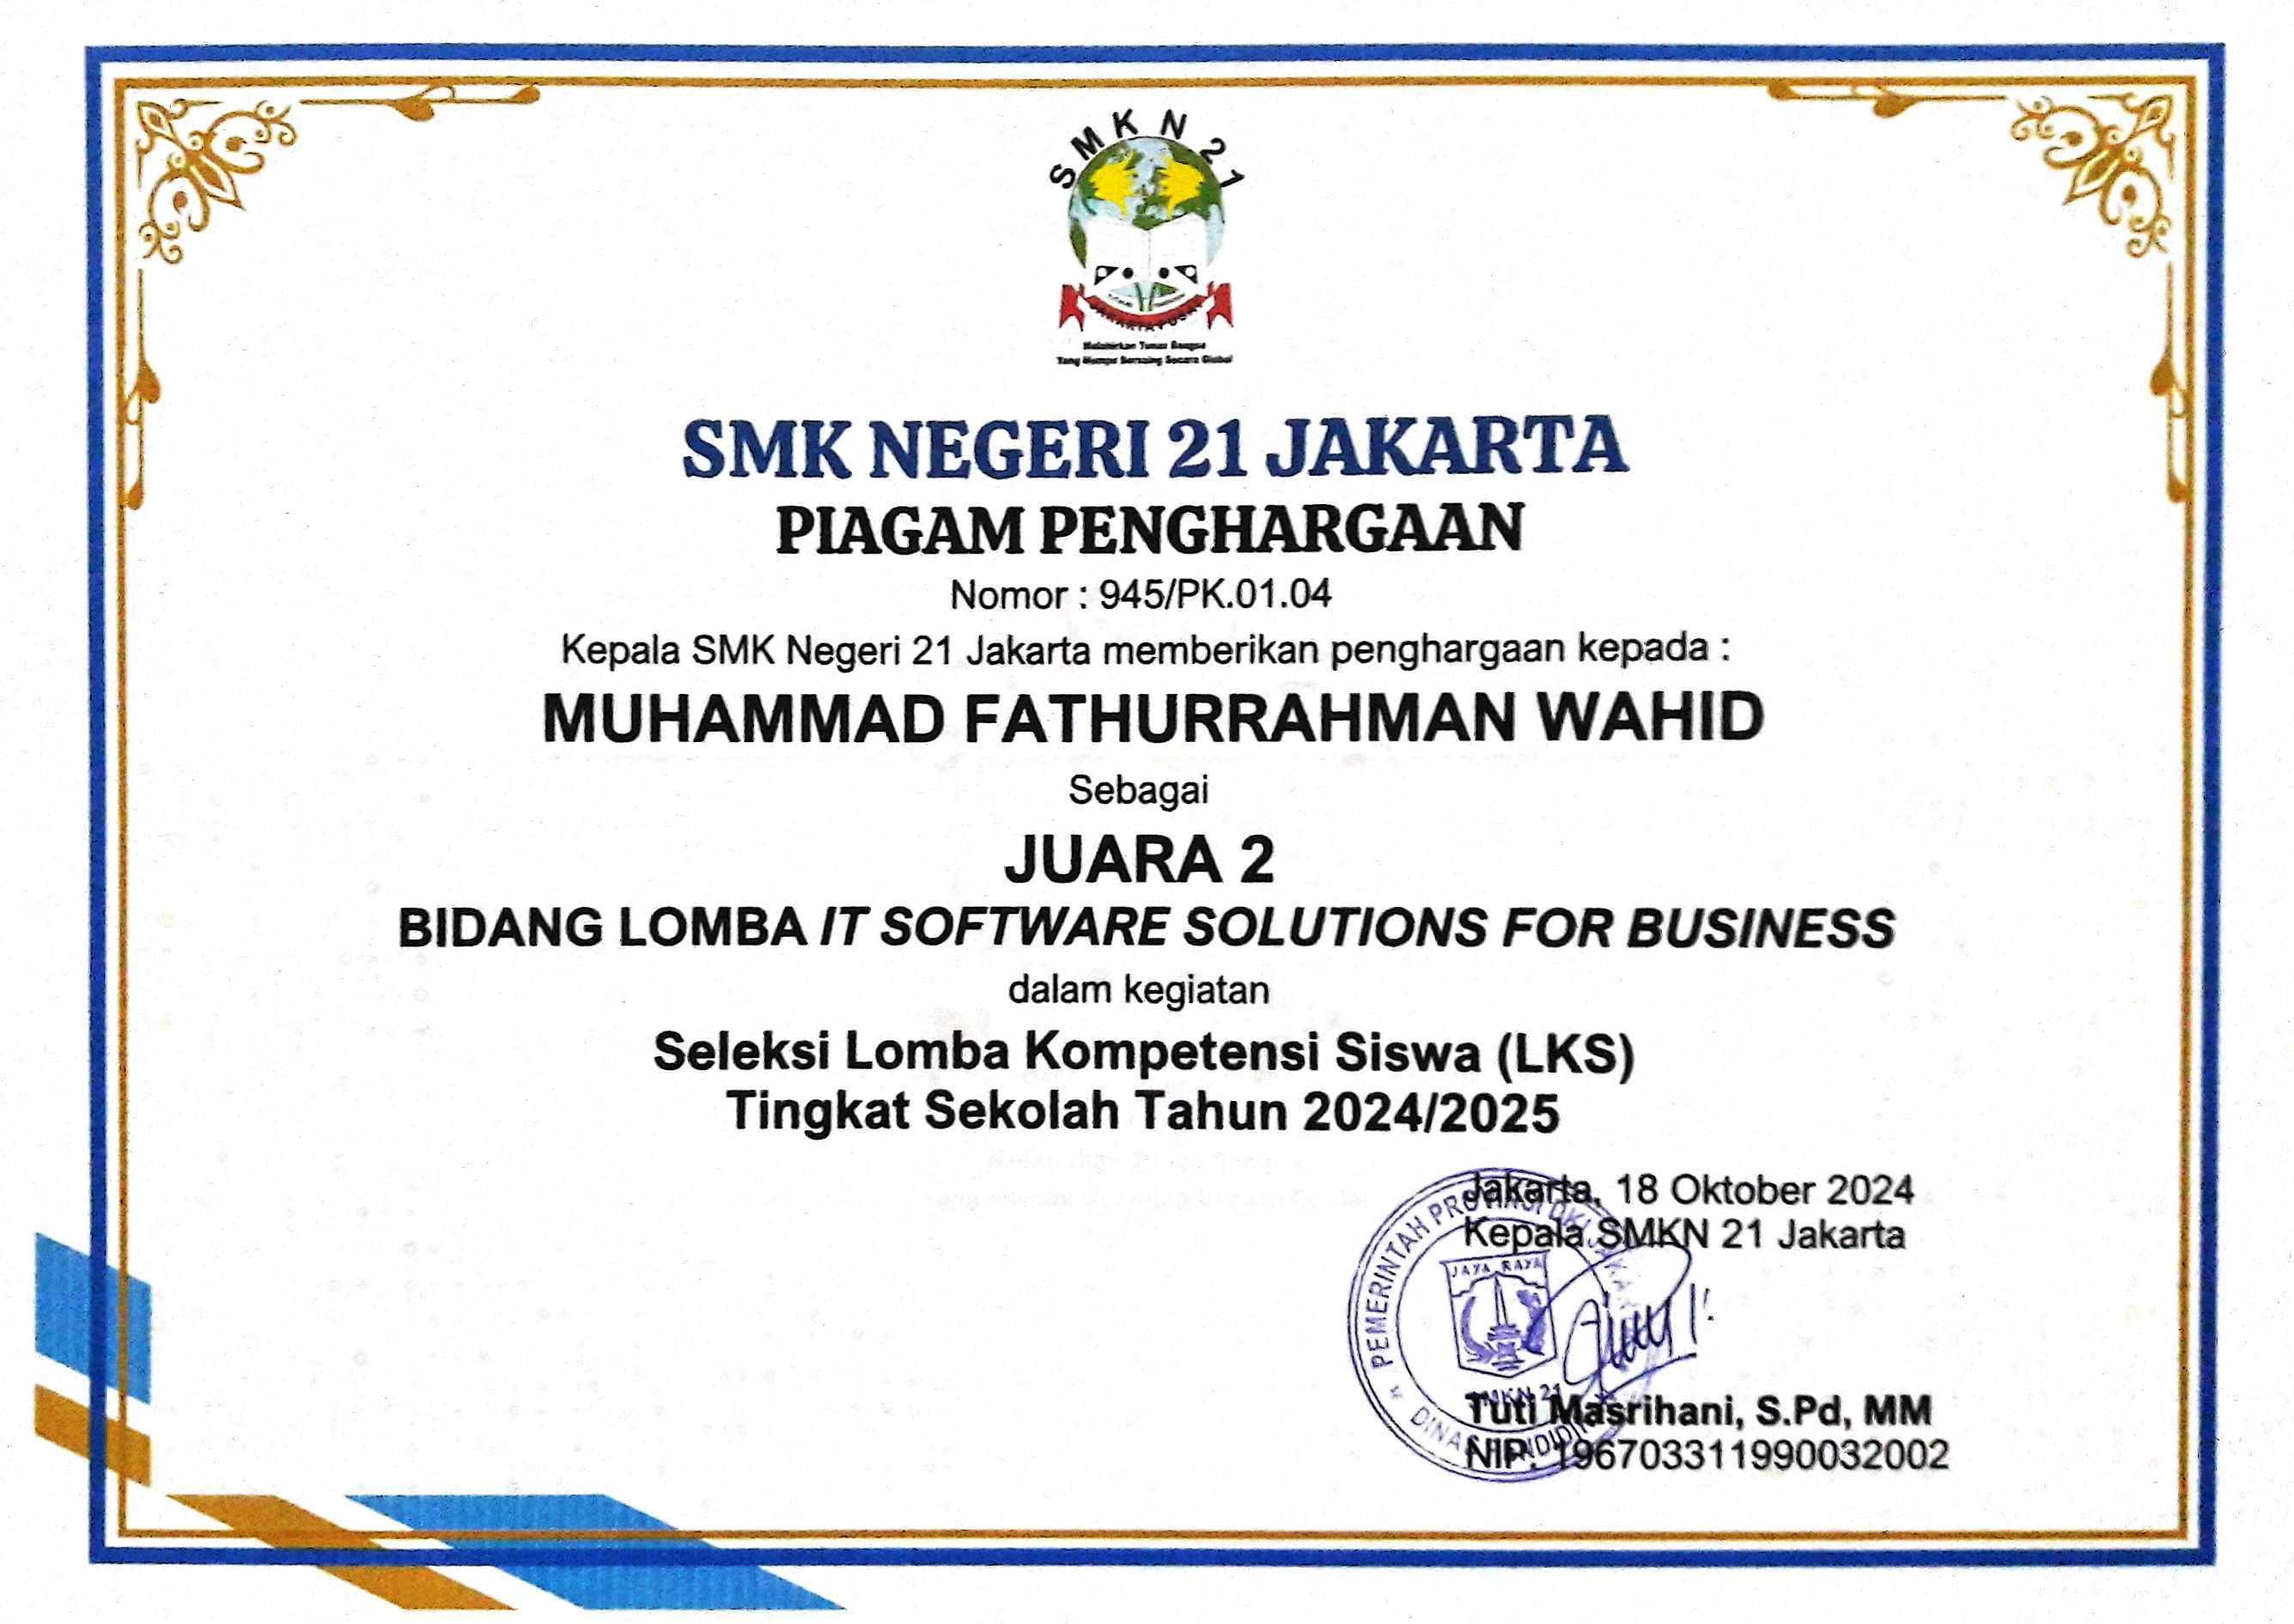 SMKN 21
JAKARTA PUSAT
Melahirkan Tunas Bangsa
Yang Mampu Bersaing Secara Global
SMK NEGERI 21 JAKARTA
PIAGAM PENGHARGAAN
Nomor : 945/PK.01.04
Kepala SMK Negeri 21 Jakarta memberikan penghargaan kepada :
MUHAMMAD FATHURRAHMAN WAHID
Sebagai
JUARA 2
BIDANG LOMBA IT SOFTWARE SOLUTIONS FOR BUSINESS
dalam kegiatan
Seleksi Lomba Kompetensi Siswa (LKS)
Tingkat Sekolah Tahun 2024/2025
Jakarta, 18 Oktober 2024
Kepala SMKN 21 Jakarta
PEMERINTAH PROVINSI DKI JAKARTA
JAYA RAYA
SMKN 21
DINAS PENDIDIKAN
Tuti Masrihani, S.Pd, MM
NIP. 196703311990032002